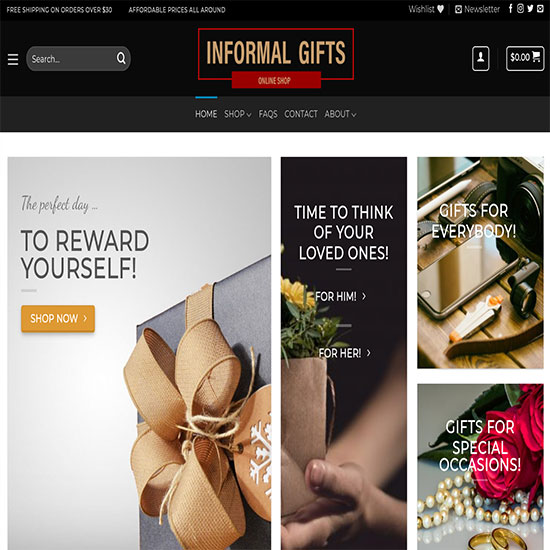 FREE SHIPPING ON ORDERS OVER $30 AFFORDABLE PRICES ALL AROUND
Wishlist Newsletter
Search...
INFORMAL GIFTS
ONLINE SHOP
$0.00
HOME SHOP FAQS CONTACT ABOUT
The perfect day ...
TO REWARD
YOURSELF!
SHOP NOW
TIME TO THINK
OF YOUR
LOVED ONES!
FOR HIM!
FOR HER!
GIFTS FOR
EVERYBODY!
GIFTS FOR
SPECIAL
OCCASIONS!